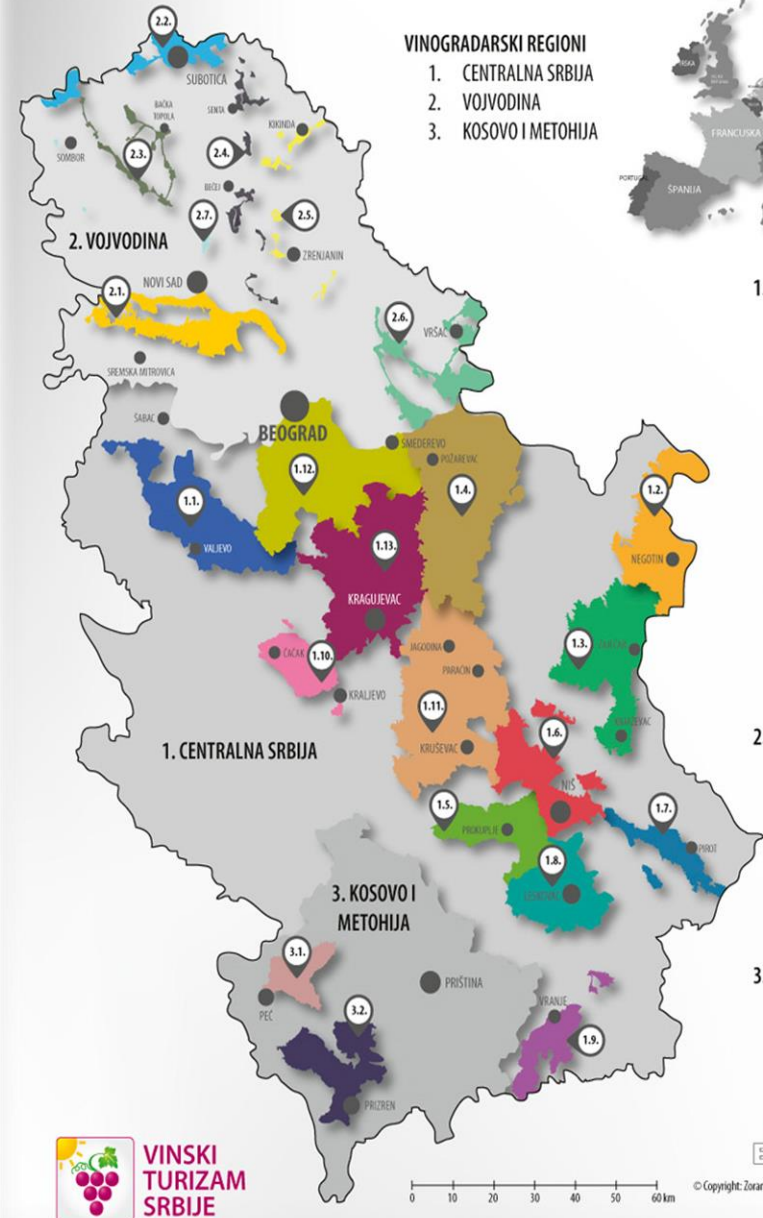 2.2.
SUBOTICA
VINOGRADARSKI REGIONI
1. CENTRALNA SRBIJA
2. VOJVODINA
3. KOSOVO I METOHIJA
FRANCUSKA
ŠPANIJA
BAČKA
TOPOLA
SENTA
KIKINDA
SOMBOR
2.3.
2.4.
BEČEJ
2.7.
2.5.
2. VOJVODINA
ZRENJANIN
NOVI SAD
2.1.
2.6.
VRŠAC
SREMSKA MITROVICA
ŠABAC
BEOGRAD
SMEDEREVO
POŽAREVAC
1.12.
1.1.
1.4.
1.2.
VALJEVO
1.13.
NEGOTIN
KRAGUJEVAC
1.3.
ZAJEČAR
ČAČAK
1.10.
JAGODINA
PARAĆIN
KRALJEVO
1.11.
KRUŠEVAC
1.6.
KNJAŽEVAC
1. CENTRALNA SRBIJA
NIŠ
1.5.
1.7.
PROKUPLJE
PIROT
1.8.
LESKOVAC
3. KOSOVO I
METOHIJA
3.1.
PEĆ
PRIŠTINA
3.2.
VRANJE
1.9.
PRIZREN
VINSKI
TURIZAM
SRBIJE
0 10 20 30 40 50 60 km
© Copyright: Zoran